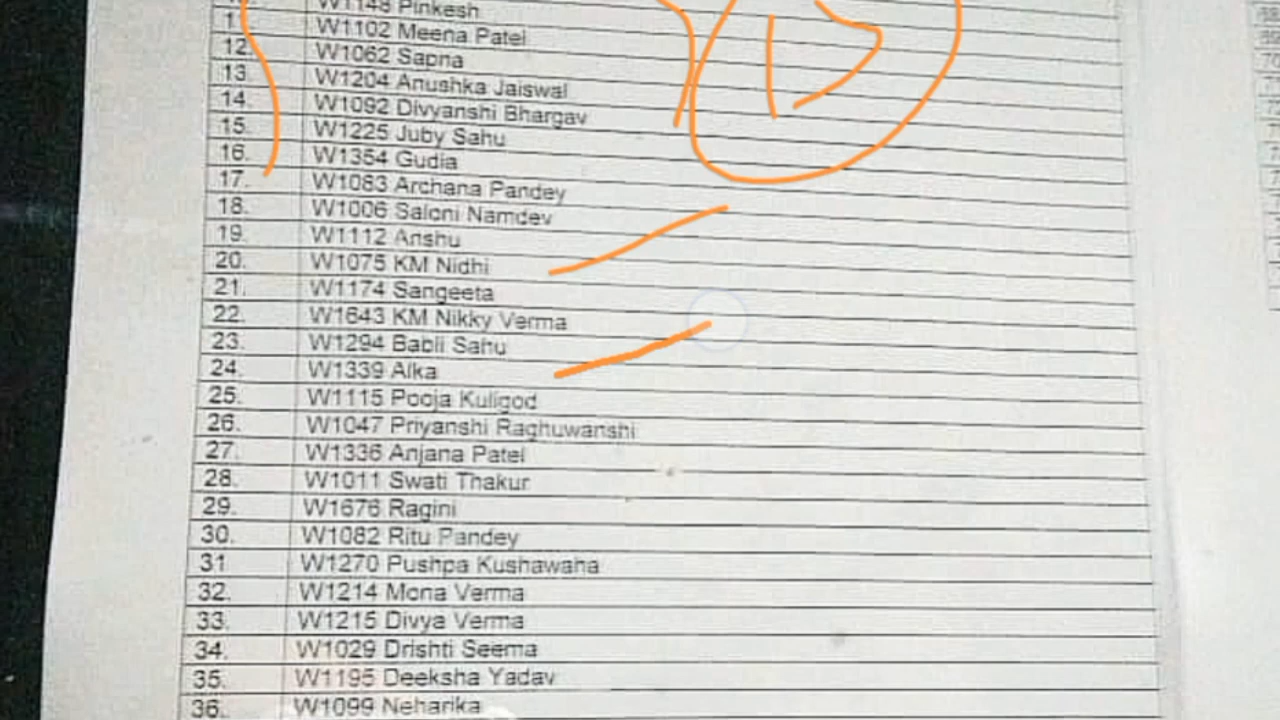 W1148 Pinkesh
11. W1102 Meena Patel
12. W1062 Sapna
13. W1204 Anushka Jaiswal
14. W1092 Divyanshi Bhargav
15. W1225 Juby Sahu
16. W1354 Gudia
17. W1083 Archana Pandey
18. W1006 Saloni Namdev
19. W1112 Anshu
20. W1075 KM Nidhi
21. W1174 Sangeeta
22. W1643 KM Nikky Verma
23. W1294 Babli Sahu
24. W1339 Alka
25. W1115 Pooja Kuligod
26. W1047 Priyanshi Raghuwanshi
27. W1336 Anjana Patel
28. W1011 Swati Thakur
29. W1676 Ragini
30. W1082 Ritu Pandey
31 W1270 Pushpa Kushawaha
32. W1214 Mona Verma
33. W1215 Divya Verma
34. W1029 Drishti Seema
35. W1195 Deeksha Yadav
36. W1099 Neharika